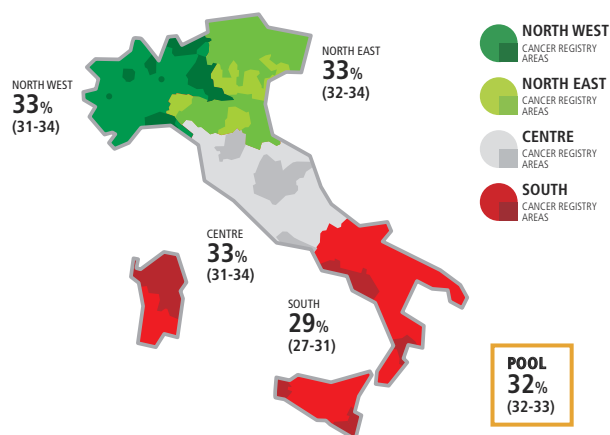 NORTH WEST
33%
(31-34)
NORTH EAST
33%
(32-34)
CENTRE
33%
(31-34)
SOUTH
29%
(27-31)
NORTH WEST
CANCER REGISTRY
AREAS
NORTH EAST
CANCER REGISTRY
AREAS
CENTRE
CANCER REGISTRY
AREAS
SOUTH
CANCER REGISTRY
AREAS
POOL
32%
(32-33)